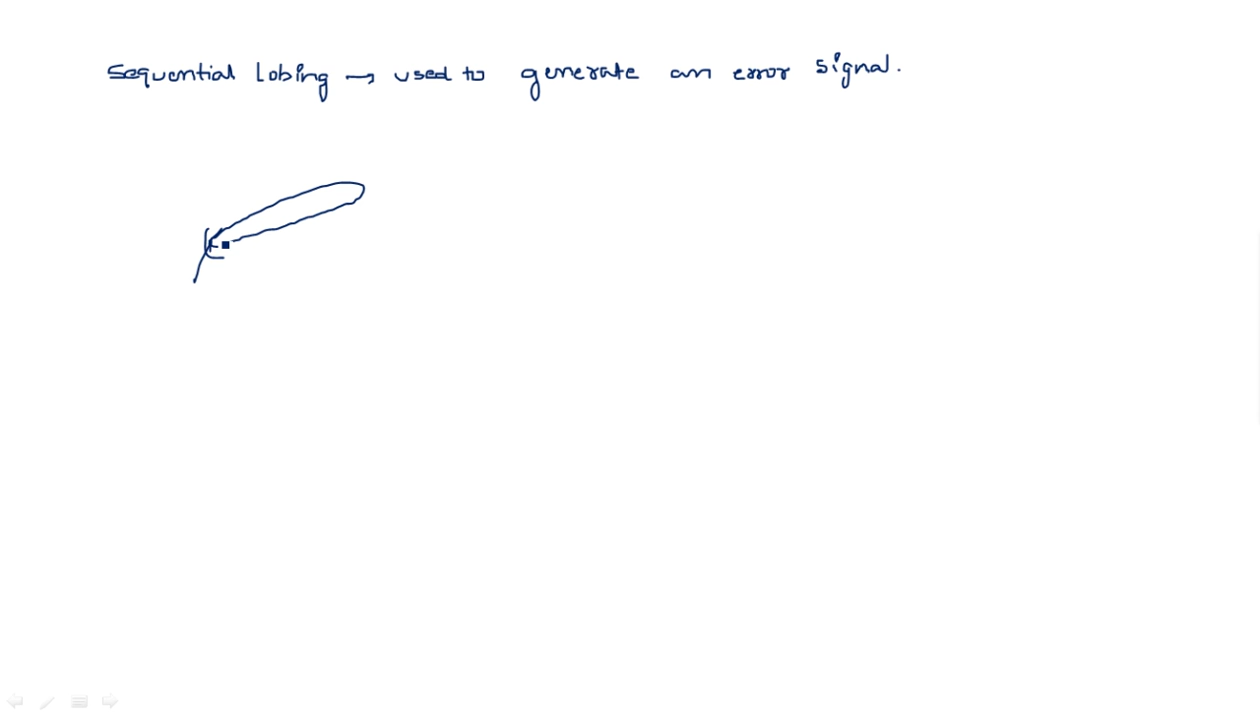 Sequential Lobing → used to generate an error signal.